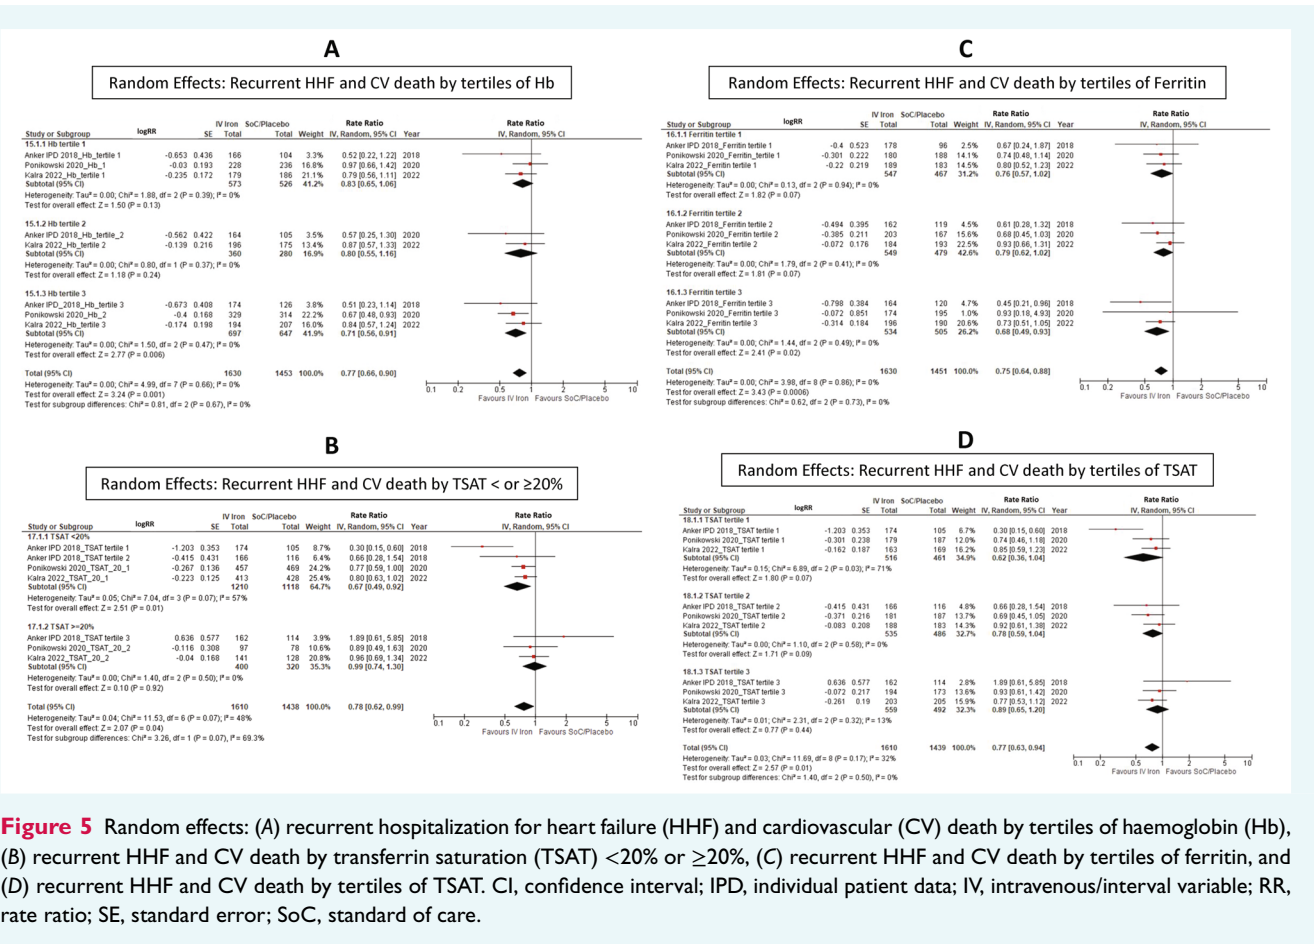 A
Random Effects: Recurrent HHF and CV death by tertiles of Hb
IV Iron SoC/Placebo Rate Ratio Rate Ratio
Study or Subgroup logRR SE Total Total Weight IV, Random, 95% CI Year IV, Random, 95% CI
15.1.1 Hb tertile 1
Anker IPD 2018_Hb_tertile 1 -0.653 0.436 166 104 3.3% 0.52 [0.22, 1.22] 2018
Ponikowski 2020_Hb_1 -0.03 0.193 228 236 16.8% 0.97 [0.66, 1.42] 2020
Kalra 2022_Hb_tertile 1 -0.235 0.172 179 186 21.1% 0.79 [0.56, 1.11] 2022
Subtotal (95% CI) 573 526 41.2% 0.83 [0.65, 1.06]
Heterogeneity: Tau² = 0.00; Chi² = 1.88, df = 2 (P = 0.39); I² = 0%
Test for overall effect: Z = 1.50 (P = 0.13)
15.1.2 Hb tertile 2
Anker IPD 2018_Hb_tertile_2 -0.562 0.422 164 105 3.5% 0.57 [0.25, 1.30] 2020
Kalra 2022_Hb_tertile 2 -0.139 0.216 196 175 13.4% 0.87 [0.57, 1.33] 2022
Subtotal (95% CI) 360 280 16.9% 0.80 [0.55, 1.16]
Heterogeneity: Tau² = 0.00; Chi² = 0.80, df = 1 (P = 0.37); I² = 0%
Test for overall effect: Z = 1.18 (P = 0.24)
15.1.3 Hb tertile 3
Anker IPD_2018_Hb_tertile 3 -0.673 0.408 174 126 3.8% 0.51 [0.23, 1.14] 2018
Ponikowski 2020_Hb_2 -0.4 0.168 329 314 22.2% 0.67 [0.48, 0.93] 2020
Kalra 2022_Hb_tertile 3 -0.174 0.198 194 207 16.0% 0.84 [0.57, 1.24] 2022
Subtotal (95% CI) 697 647 41.9% 0.71 [0.56, 0.91]
Heterogeneity: Tau² = 0.00; Chi² = 1.50, df = 2 (P = 0.47); I² = 0%
Test for overall effect: Z = 2.77 (P = 0.006)
Total (95% CI) 1630 1453 100.0% 0.77 [0.66, 0.90]
Heterogeneity: Tau² = 0.00; Chi² = 4.99, df = 7 (P = 0.66); I² = 0%
Test for overall effect: Z = 3.24 (P = 0.001)
Test for subgroup differences: Chi² = 0.81, df = 2 (P = 0.67), I² = 0%
0.1 0.2 0.5 1 2 5 10
Favours IV Iron Favours SoC/Placebo
B
Random Effects: Recurrent HHF and CV death by TSAT < or ≥20%
IV Iron SoC/Placebo Rate Ratio Rate Ratio
Study or Subgroup logRR SE Total Total Weight IV, Random, 95% CI Year IV, Random, 95% CI
17.1.1 TSAT <20%
Anker IPD 2018_TSAT tertile 1 -1.203 0.353 174 105 8.7% 0.30 [0.15, 0.60] 2018
Anker IPD 2018_TSAT tertile 2 -0.415 0.431 166 116 6.4% 0.66 [0.28, 1.54] 2018
Ponikowski 2020_TSAT_20_1 -0.267 0.136 457 469 24.2% 0.77 [0.59, 1.00] 2020
Kalra 2022_TSAT_20_1 -0.223 0.125 413 428 25.4% 0.80 [0.63, 1.02] 2022
Subtotal (95% CI) 1210 1118 64.7% 0.67 [0.49, 0.92]
Heterogeneity: Tau² = 0.05; Chi² = 7.04, df = 3 (P = 0.07); I² = 57%
Test for overall effect: Z = 2.51 (P = 0.01)
17.1.2 TSAT >=20%
Anker IPD 2018_TSAT tertile 3 0.636 0.577 162 114 3.9% 1.89 [0.61, 5.85] 2018
Ponikowski 2020_TSAT_20_2 -0.116 0.308 97 78 10.6% 0.89 [0.49, 1.63] 2020
Kalra 2022_TSAT_20_2 -0.04 0.168 141 128 20.8% 0.96 [0.69, 1.34] 2022
Subtotal (95% CI) 400 320 35.3% 0.99 [0.74, 1.30]
Heterogeneity: Tau² = 0.00; Chi² = 1.40, df = 2 (P = 0.50); I² = 0%
Test for overall effect: Z = 0.10 (P = 0.92)
Total (95% CI) 1610 1438 100.0% 0.78 [0.62, 0.99]
Heterogeneity: Tau² = 0.04; Chi² = 11.53, df = 6 (P = 0.07); I² = 48%
Test for overall effect: Z = 2.07 (P = 0.04)
Test for subgroup differences: Chi² = 3.26, df = 1 (P = 0.07), I² = 69.3%
0.1 0.2 0.5 1 2 5 10
Favours IV Iron Favours SoC/Placebo
C
Random Effects: Recurrent HHF and CV death by tertiles of Ferritin
IV Iron SoC/Placebo Rate Ratio Rate Ratio
Study or Subgroup logRR SE Total Total Weight IV, Random, 95% CI Year IV, Random, 95% CI
16.1.1 Ferritin tertile 1
Anker IPD 2018_Ferritin tertile 1 -0.4 0.523 178 96 2.5% 0.67 [0.24, 1.87] 2018
Ponikowski 2020_Ferritin_tertile 1 -0.301 0.222 180 188 14.1% 0.74 [0.48, 1.14] 2020
Kalra 2022_Ferritin tertile 1 -0.22 0.219 189 183 14.5% 0.80 [0.52, 1.23] 2022
Subtotal (95% CI) 547 467 31.2% 0.76 [0.57, 1.02]
Heterogeneity: Tau² = 0.00; Chi² = 0.13, df = 2 (P = 0.94); I² = 0%
Test for overall effect: Z = 1.82 (P = 0.07)
16.1.2 Ferritin tertile 2
Anker IPD 2018_Ferritin tertile 2 -0.494 0.395 162 119 4.5% 0.61 [0.28, 1.32] 2018
Ponikowski 2020_Ferritin tertile 2 -0.385 0.211 203 167 15.6% 0.68 [0.45, 1.03] 2020
Kalra 2022_Ferritin tertile 2 -0.072 0.176 184 193 22.5% 0.93 [0.66, 1.31] 2022
Subtotal (95% CI) 549 479 42.6% 0.79 [0.62, 1.02]
Heterogeneity: Tau² = 0.00; Chi² = 1.79, df = 2 (P = 0.41); I² = 0%
Test for overall effect: Z = 1.81 (P = 0.07)
16.1.3 Ferritin tertile 3
Anker IPD 2018_Ferritin tertile 3 -0.798 0.384 164 120 4.7% 0.45 [0.21, 0.96] 2018
Ponikowski 2020_Ferritin tertile 3 -0.072 0.851 174 195 1.0% 0.93 [0.18, 4.93] 2020
Kalra 2022_Ferritin tertile 3 -0.314 0.184 196 190 20.6% 0.73 [0.51, 1.05] 2022
Subtotal (95% CI) 534 505 26.2% 0.68 [0.49, 0.93]
Heterogeneity: Tau² = 0.00; Chi² = 1.44, df = 2 (P = 0.49); I² = 0%
Test for overall effect: Z = 2.41 (P = 0.02)
Total (95% CI) 1630 1451 100.0% 0.75 [0.64, 0.88]
Heterogeneity: Tau² = 0.00; Chi² = 3.98, df = 8 (P = 0.86); I² = 0%
Test for overall effect: Z = 3.43 (P = 0.0006)
Test for subgroup differences: Chi² = 0.62, df = 2 (P = 0.73), I² = 0%
0.1 0.2 0.5 1 2 5 10
Favours IV Iron Favours SoC/Placebo
D
Random Effects: Recurrent HHF and CV death by tertiles of TSAT
IV Iron SoC/Placebo Rate Ratio Rate Ratio
Study or Subgroup logRR SE Total Total Weight IV, Random, 95% CI Year IV, Random, 95% CI
18.1.1 TSAT tertile 1
Anker IPD 2018_TSAT tertile 1 -1.203 0.353 174 105 6.7% 0.30 [0.15, 0.60] 2018
Ponikowski 2020_TSAT tertile 1 -0.301 0.238 179 187 12.0% 0.74 [0.46, 1.18] 2020
Kalra 2022_TSAT tertile 1 -0.162 0.187 163 169 16.2% 0.85 [0.59, 1.23] 2022
Subtotal (95% CI) 516 461 34.9% 0.62 [0.36, 1.04]
Heterogeneity: Tau² = 0.15; Chi² = 6.89, df = 2 (P = 0.03); I² = 71%
Test for overall effect: Z = 1.80 (P = 0.07)
18.1.2 TSAT tertile 2
Anker IPD 2018_TSAT tertile 2 -0.415 0.431 166 116 4.8% 0.66 [0.28, 1.54] 2018
Ponikowski 2020_TSAT tertile 2 -0.371 0.216 181 187 13.7% 0.69 [0.45, 1.05] 2020
Kalra 2022_TSAT tertile 2 -0.083 0.208 188 183 14.3% 0.92 [0.61, 1.38] 2022
Subtotal (95% CI) 535 486 32.7% 0.78 [0.59, 1.04]
Heterogeneity: Tau² = 0.00; Chi² = 1.10, df = 2 (P = 0.58); I² = 0%
Test for overall effect: Z = 1.71 (P = 0.09)
18.1.3 TSAT tertile 3
Anker IPD 2018_TSAT tertile 3 0.636 0.577 162 114 2.8% 1.89 [0.61, 5.85] 2018
Ponikowski 2020_TSAT tertile 3 -0.072 0.217 194 173 13.6% 0.93 [0.61, 1.42] 2020
Kalra 2022_TSAT tertile 3 -0.261 0.19 203 205 15.9% 0.77 [0.53, 1.12] 2022
Subtotal (95% CI) 559 492 32.3% 0.89 [0.65, 1.20]
Heterogeneity: Tau² = 0.01; Chi² = 2.31, df = 2 (P = 0.32); I² = 13%
Test for overall effect: Z = 0.77 (P = 0.44)
Total (95% CI) 1610 1439 100.0% 0.77 [0.63, 0.94]
Heterogeneity: Tau² = 0.03; Chi² = 11.69, df = 8 (P = 0.17); I² = 32%
Test for overall effect: Z = 2.57 (P = 0.01)
Test for subgroup differences: Chi² = 1.40, df = 2 (P = 0.50), I² = 0%
0.1 0.2 0.5 1 2 5 10
Favours IV Iron Favours SoC/Placebo
Figure 5 Random effects: (A) recurrent hospitalization for heart failure (HHF) and cardiovascular (CV) death by tertiles of haemoglobin (Hb),
(B) recurrent HHF and CV death by transferrin saturation (TSAT) <20% or ≥20%, (C) recurrent HHF and CV death by tertiles of ferritin, and
(D) recurrent HHF and CV death by tertiles of TSAT. CI, confidence interval; IPD, individual patient data; IV, intravenous/interval variable; RR,
rate ratio; SE, standard error; SoC, standard of care.